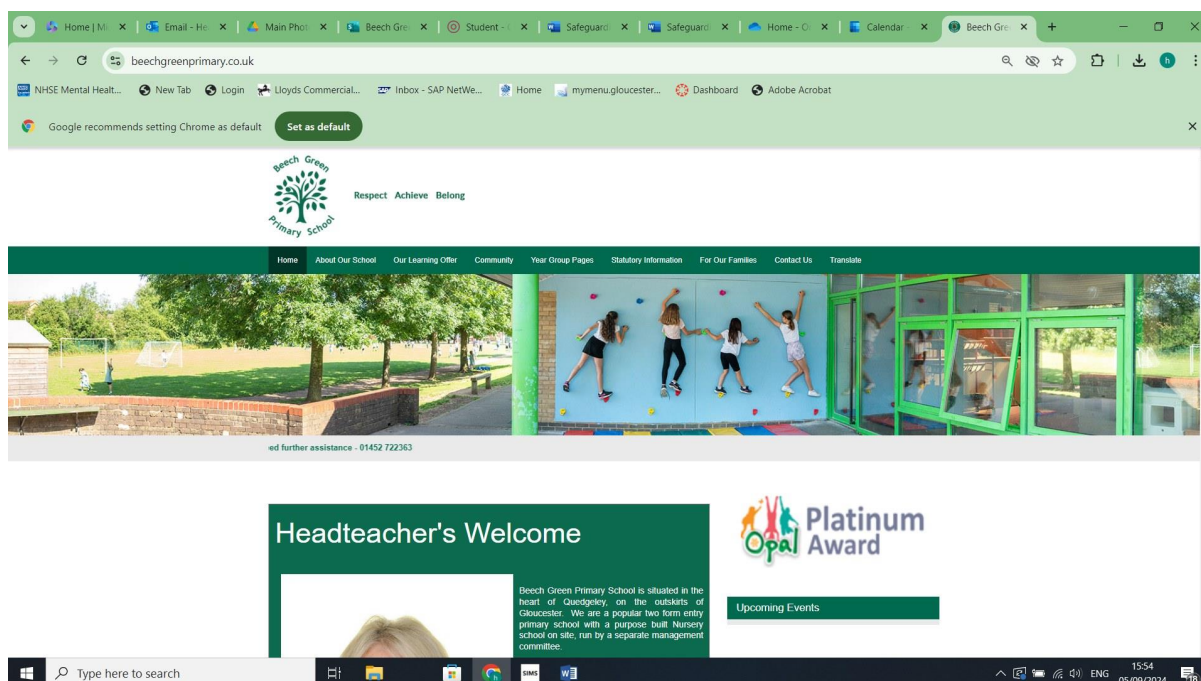 Home | Mi
Email - He
Main Phot
Beech Gre
Student -
Safeguard
Safeguard
Home - O
Calendar
Beech Gre
beechgreenprimary.co.uk
NHSE Mental Healt...
New Tab
Login
Lloyds Commercial...
Inbox - SAP NetWe...
Home
mymenu.gloucester...
Dashboard
Adobe Acrobat
Google recommends setting Chrome as default
Set as default
Beech Green
Primary School
Respect Achieve Belong
Home
About Our School
Our Learning Offer
Community
Year Group Pages
Statutory Information
For Our Families
Contact Us
Translate
ed further assistance - 01452 722363
Headteacher's Welcome
Beech Green Primary School is situated in the
heart of Quedgeley, on the outskirts of
Gloucester. We are a popular two form entry
primary school with a purpose built Nursery
school on site, run by a separate management
committee.
Opal
Platinum
Award
Upcoming Events
Type here to search
SIMS
ENG
15:54
05/09/2024